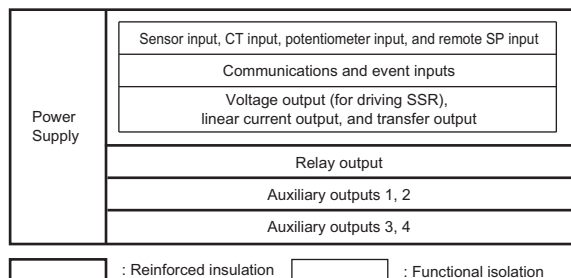 Sensor input, CT input, potentiometer input, and remote SP input
Communications and event inputs
Power
Supply
Voltage output (for driving SSR),
linear current output, and transfer output
Relay output
Auxiliary outputs 1, 2
Auxiliary outputs 3, 4
: Reinforced insulation
: Functional isolation